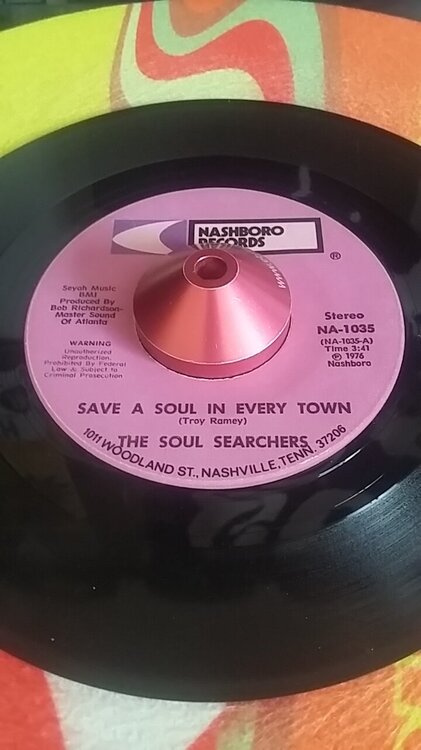 NASHBORO
RECORDS
®
Seyah Music
BMI
Produced By
Bob Richardson-
Master Sound
Of Atlanta
WARNING
Unauthorized
Reproduction
Prohibited By Federal
Law & Subject to
Criminal Prosecution
Stereo
NA-1035
(NA-1035-A)
Time 3:41
℗ 1976
Nashboro
SAVE A SOUL IN EVERY TOWN
(Troy Ramey)
THE SOUL SEARCHERS
1011 WOODLAND ST., NASHVILLE, TENN. 37206